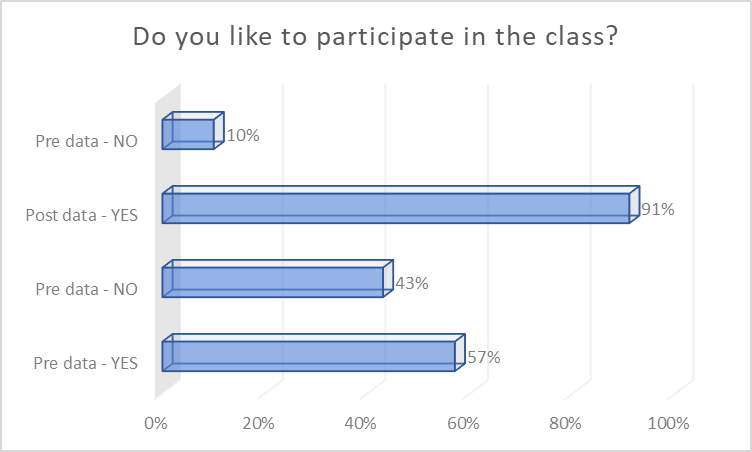 Do you like to participate in the class?
Pre data - NO
10%
Post data - YES
91%
Pre data - NO
43%
Pre data - YES
57%
0% 20% 40% 60% 80% 100%